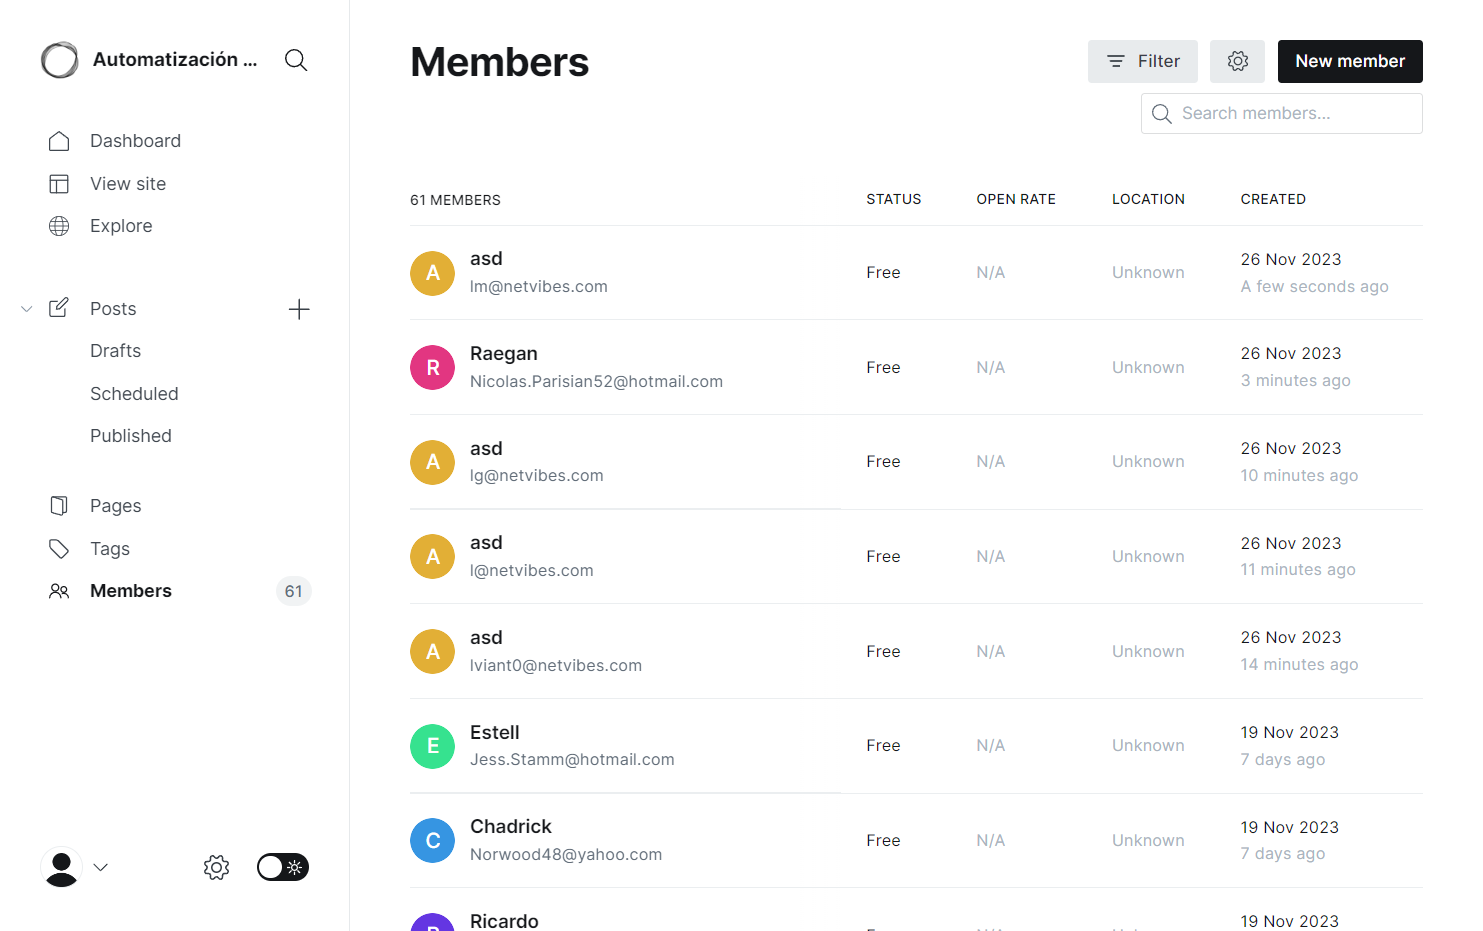 Automatización ...
Dashboard
View site
Explore
Posts
Drafts
Scheduled
Published
Pages
Tags
Members
61
Members
Filter
New member
Search members...
61 MEMBERS STATUS OPEN RATE LOCATION CREATED
A
asd
lm@netvibes.com
Free
N/A
Unknown
26 Nov 2023
A few seconds ago
R
Raegan
Nicolas.Parisian52@hotmail.com
Free
N/A
Unknown
26 Nov 2023
3 minutes ago
A
asd
lg@netvibes.com
Free
N/A
Unknown
26 Nov 2023
10 minutes ago
A
asd
l@netvibes.com
Free
N/A
Unknown
26 Nov 2023
11 minutes ago
A
asd
lviant0@netvibes.com
Free
N/A
Unknown
26 Nov 2023
14 minutes ago
E
Estell
Jess.Stamm@hotmail.com
Free
N/A
Unknown
19 Nov 2023
7 days ago
C
Chadrick
Norwood48@yahoo.com
Free
N/A
Unknown
19 Nov 2023
7 days ago
Ricardo
19 Nov 2023